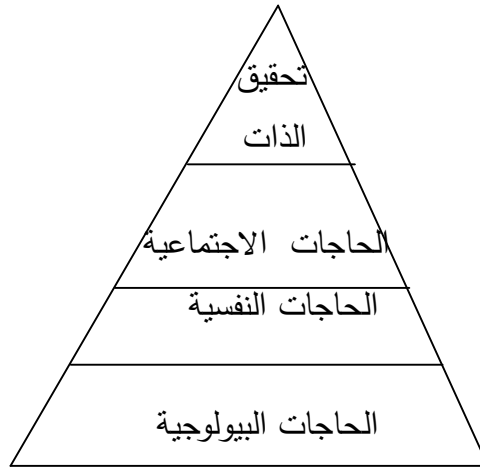 تحقيق
الذات
الحاجات الاجتماعية
الحاجات النفسية
الحاجات البيولوجية